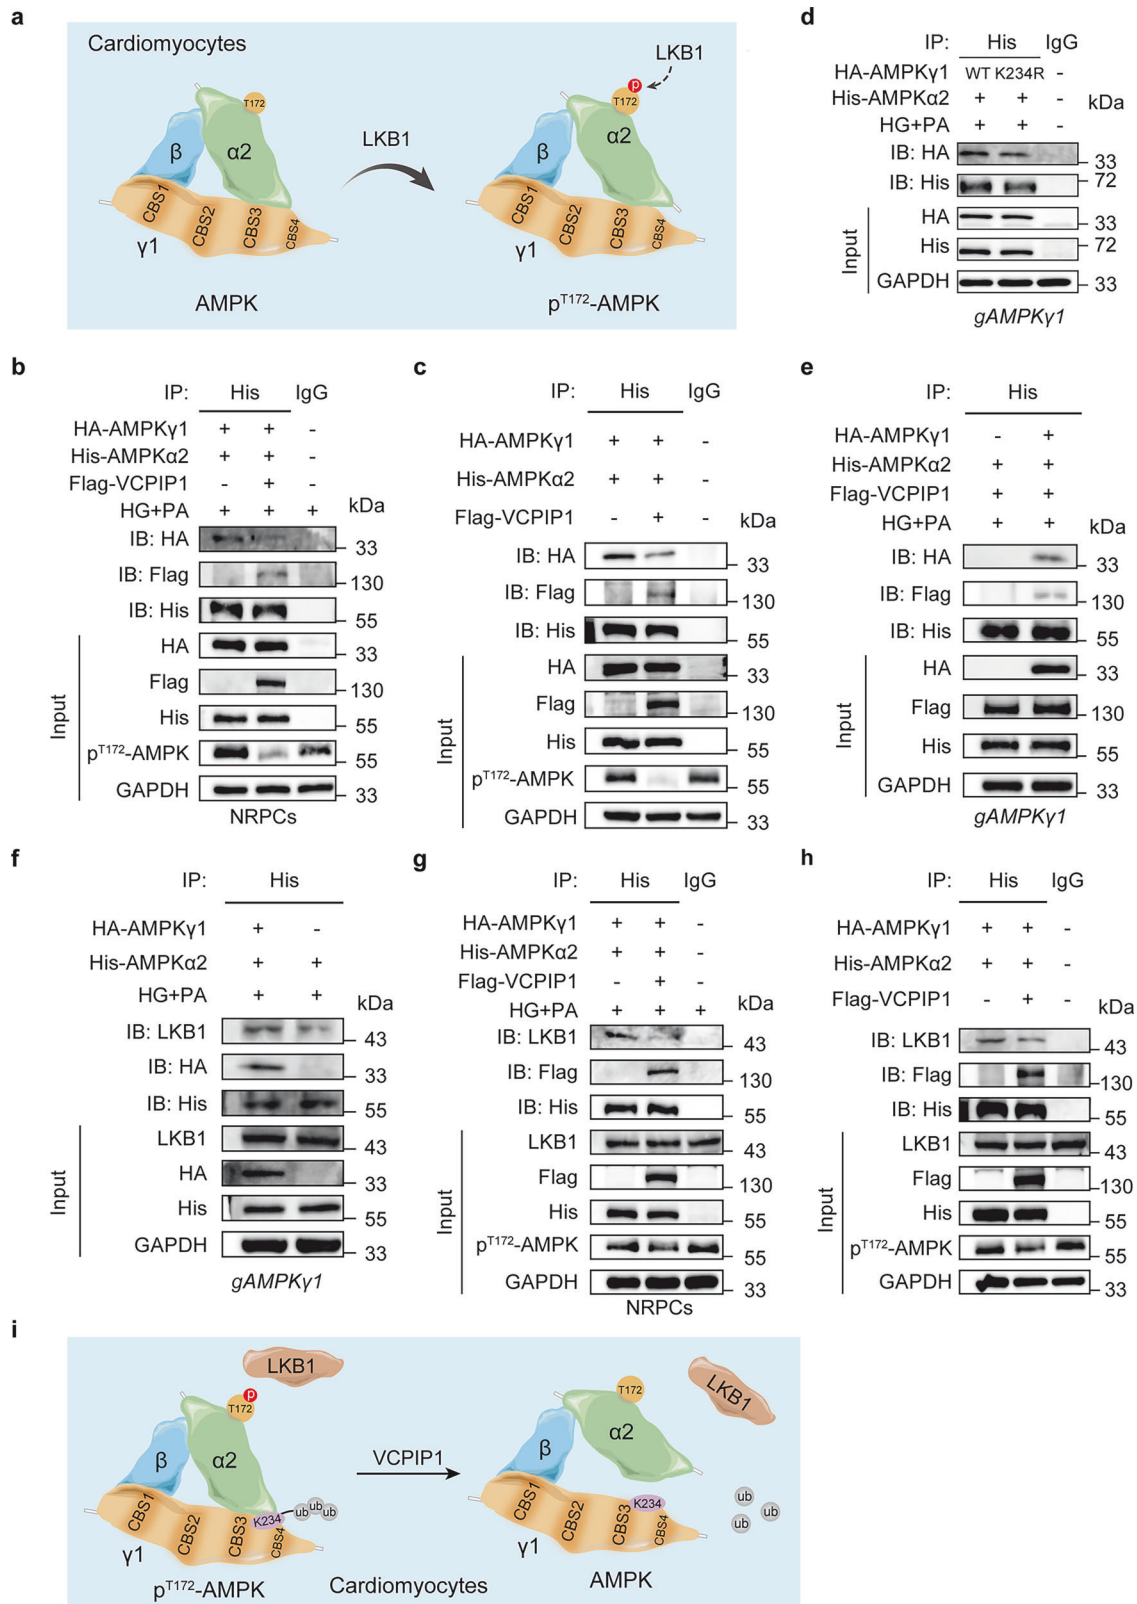 a
Cardiomyocytes
T172
β
α2
CBS1
CBS2
CBS3
CBS4
γ1
AMPK
LKB1
LKB1
p
T172
β
α2
CBS1
CBS2
CBS3
CBS4
γ1
pT172-AMPK
d
IP: His IgG
HA-AMPKγ1 WT K234R -
His-AMPKα2 + + - kDa
HG+PA + + -
IB: HA 33
IB: His 72
Input
HA 33
His 72
GAPDH 33
gAMPKγ1
b
IP: His IgG
HA-AMPKγ1 + + -
His-AMPKα2 + + -
Flag-VCPIP1 - + -
HG+PA + + + kDa
IB: HA 33
IB: Flag 130
IB: His 55
Input
HA 33
Flag 130
His 55
pT172-AMPK 55
GAPDH 33
NRPCs
c
IP: His IgG
HA-AMPKγ1 + + -
His-AMPKα2 + + -
Flag-VCPIP1 - + - kDa
IB: HA 33
IB: Flag 130
IB: His 55
Input
HA 33
Flag 130
His 55
pT172-AMPK 55
GAPDH 33
e
IP: His
HA-AMPKγ1 - +
His-AMPKα2 + +
Flag-VCPIP1 + +
HG+PA + + kDa
IB: HA 33
IB: Flag 130
IB: His 55
Input
HA 33
Flag 130
His 55
GAPDH 33
gAMPKγ1
f
IP: His
HA-AMPKγ1 + -
His-AMPKα2 + +
HG+PA + + kDa
IB: LKB1 43
IB: HA 33
IB: His 55
Input
LKB1 43
HA 33
His 55
GAPDH 33
gAMPKγ1
g
IP: His IgG
HA-AMPKγ1 + + -
His-AMPKα2 + + -
Flag-VCPIP1 - + -
HG+PA + + + kDa
IB: LKB1 43
IB: Flag 130
IB: His 55
Input
LKB1 43
Flag 130
His 55
pT172-AMPK 55
GAPDH 33
NRPCs
h
IP: His IgG
HA-AMPKγ1 + + -
His-AMPKα2 + + -
Flag-VCPIP1 - + - kDa
IB: LKB1 43
IB: Flag 130
IB: His 55
Input
LKB1 43
Flag 130
His 55
pT172-AMPK 55
GAPDH 33
i
LKB1
p
T172
β
α2
CBS1
CBS2
CBS3
K234
CBS4
ub ub ub
γ1
pT172-AMPK
VCPIP1
Cardiomyocytes
T172
LKB1
β
α2
CBS1
CBS2
CBS3
K234
CBS4
ub
ub
ub
γ1
AMPK